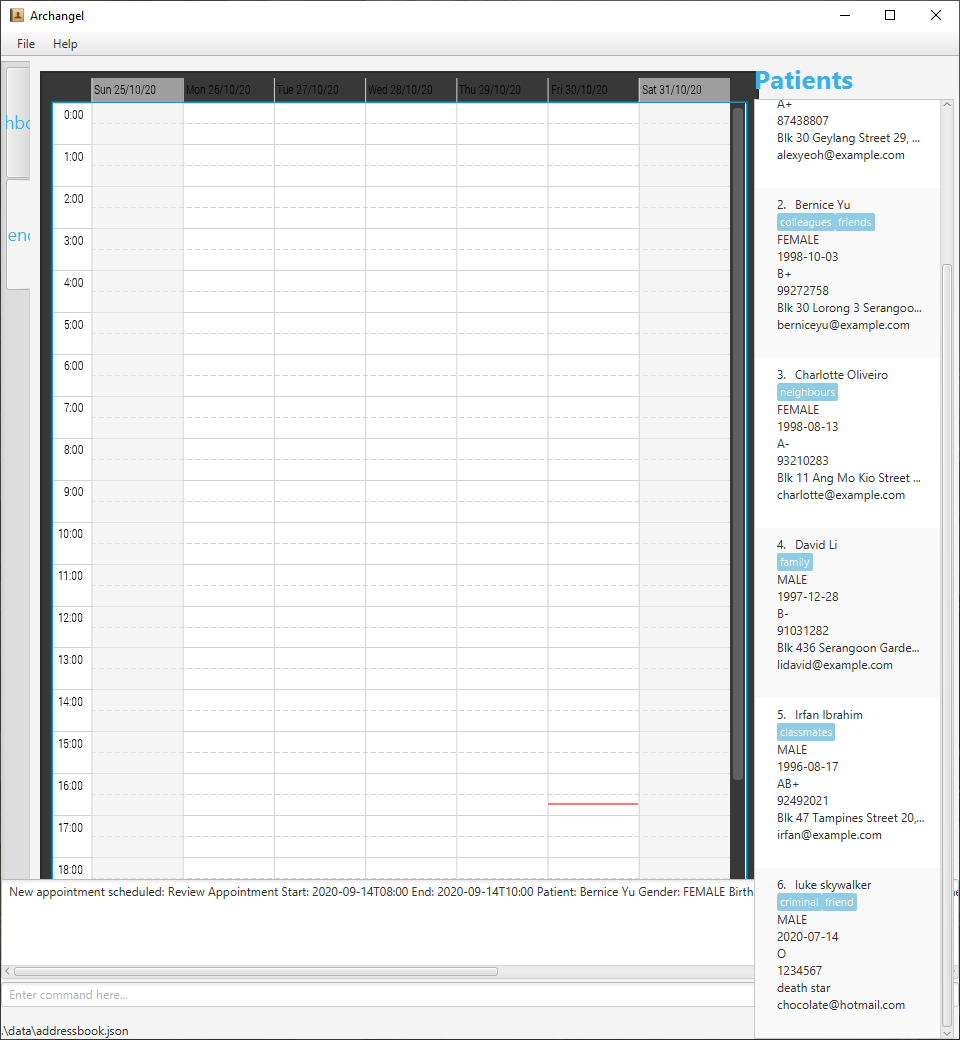 Archangel
File Help
Sun 25/10/20 Mon 26/10/20 Tue 27/10/20 Wed 28/10/20 Thu 29/10/20 Fri 30/10/20 Sat 31/10/20
0:00
1:00
2:00
3:00
4:00
5:00
6:00
7:00
8:00
9:00
10:00
11:00
12:00
13:00
14:00
15:00
16:00
17:00
18:00
Patients
A+
87438807
Blk 30 Geylang Street 29, ...
alexyeoh@example.com
2. Bernice Yu
colleagues friends
FEMALE
1998-10-03
B+
99272758
Blk 30 Lorong 3 Serangoo...
berniceyu@example.com
3. Charlotte Oliveiro
neighbours
FEMALE
1998-08-13
A-
93210283
Blk 11 Ang Mo Kio Street ...
charlotte@example.com
4. David Li
family
MALE
1997-12-28
B-
91031282
Blk 436 Serangoon Garde...
lidavid@example.com
5. Irfan Ibrahim
classmates
MALE
1996-08-17
AB+
92492021
Blk 47 Tampines Street 20,...
irfan@example.com
6. luke skywalker
criminal friend
MALE
2020-07-14
O
1234567
death star
chocolate@hotmail.com
New appointment scheduled: Review Appointment Start: 2020-09-14T08:00 End: 2020-09-14T10:00 Patient: Bernice Yu Gender: FEMALE Birth
Enter command here...
.\data\addressbook.json